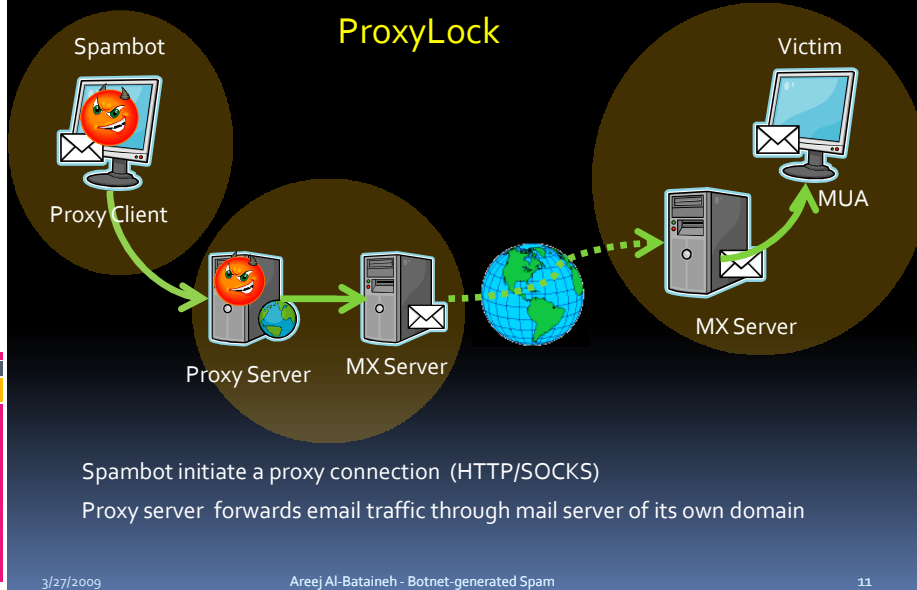 ProxyLock
Spambot
Victim
Proxy Client
MUA
MX Server
Proxy Server
MX Server
Spambot initiate a proxy connection (HTTP/SOCKS)
Proxy server forwards email traffic through mail server of its own domain
3/27/2009
Areej Al-Bataineh - Botnet-generated Spam
11